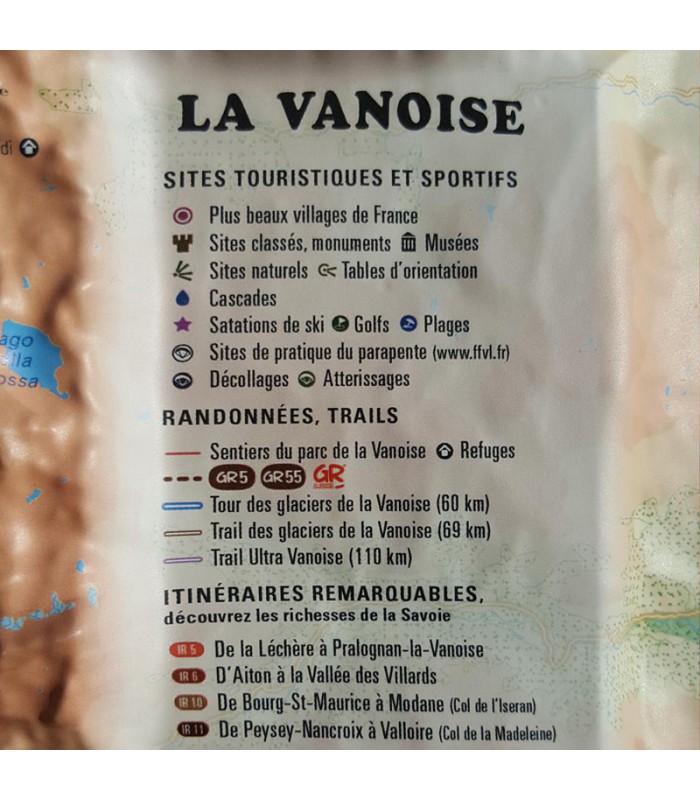 LA VANOISE
SITES TOURISTIQUES ET SPORTIFS
Plus beaux villages de France
Sites classés, monuments Musées
Sites naturels Tables d'orientation
Cascades
Satations de ski Golfs Plages
Sites de pratique du parapente (www.ffvl.fr)
Décollages Atterissages
RANDONNÉES, TRAILS
Sentiers du parc de la Vanoise Refuges
GR5 GR55 GR
Tour des glaciers de la Vanoise (60 km)
Trail des glaciers de la Vanoise (69 km)
Trail Ultra Vanoise (110 km)
ITINÉRAIRES REMARQUABLES,
découvrez les richesses de la Savoie
IR 5 De la Léchère à Pralognan-la-Vanoise
IR 6 D'Aiton à la Vallée des Villards
IR 10 De Bourg-St-Maurice à Modane (Col de l'Iseran)
IR 11 De Peysey-Nancroix à Valloire (Col de la Madeleine)